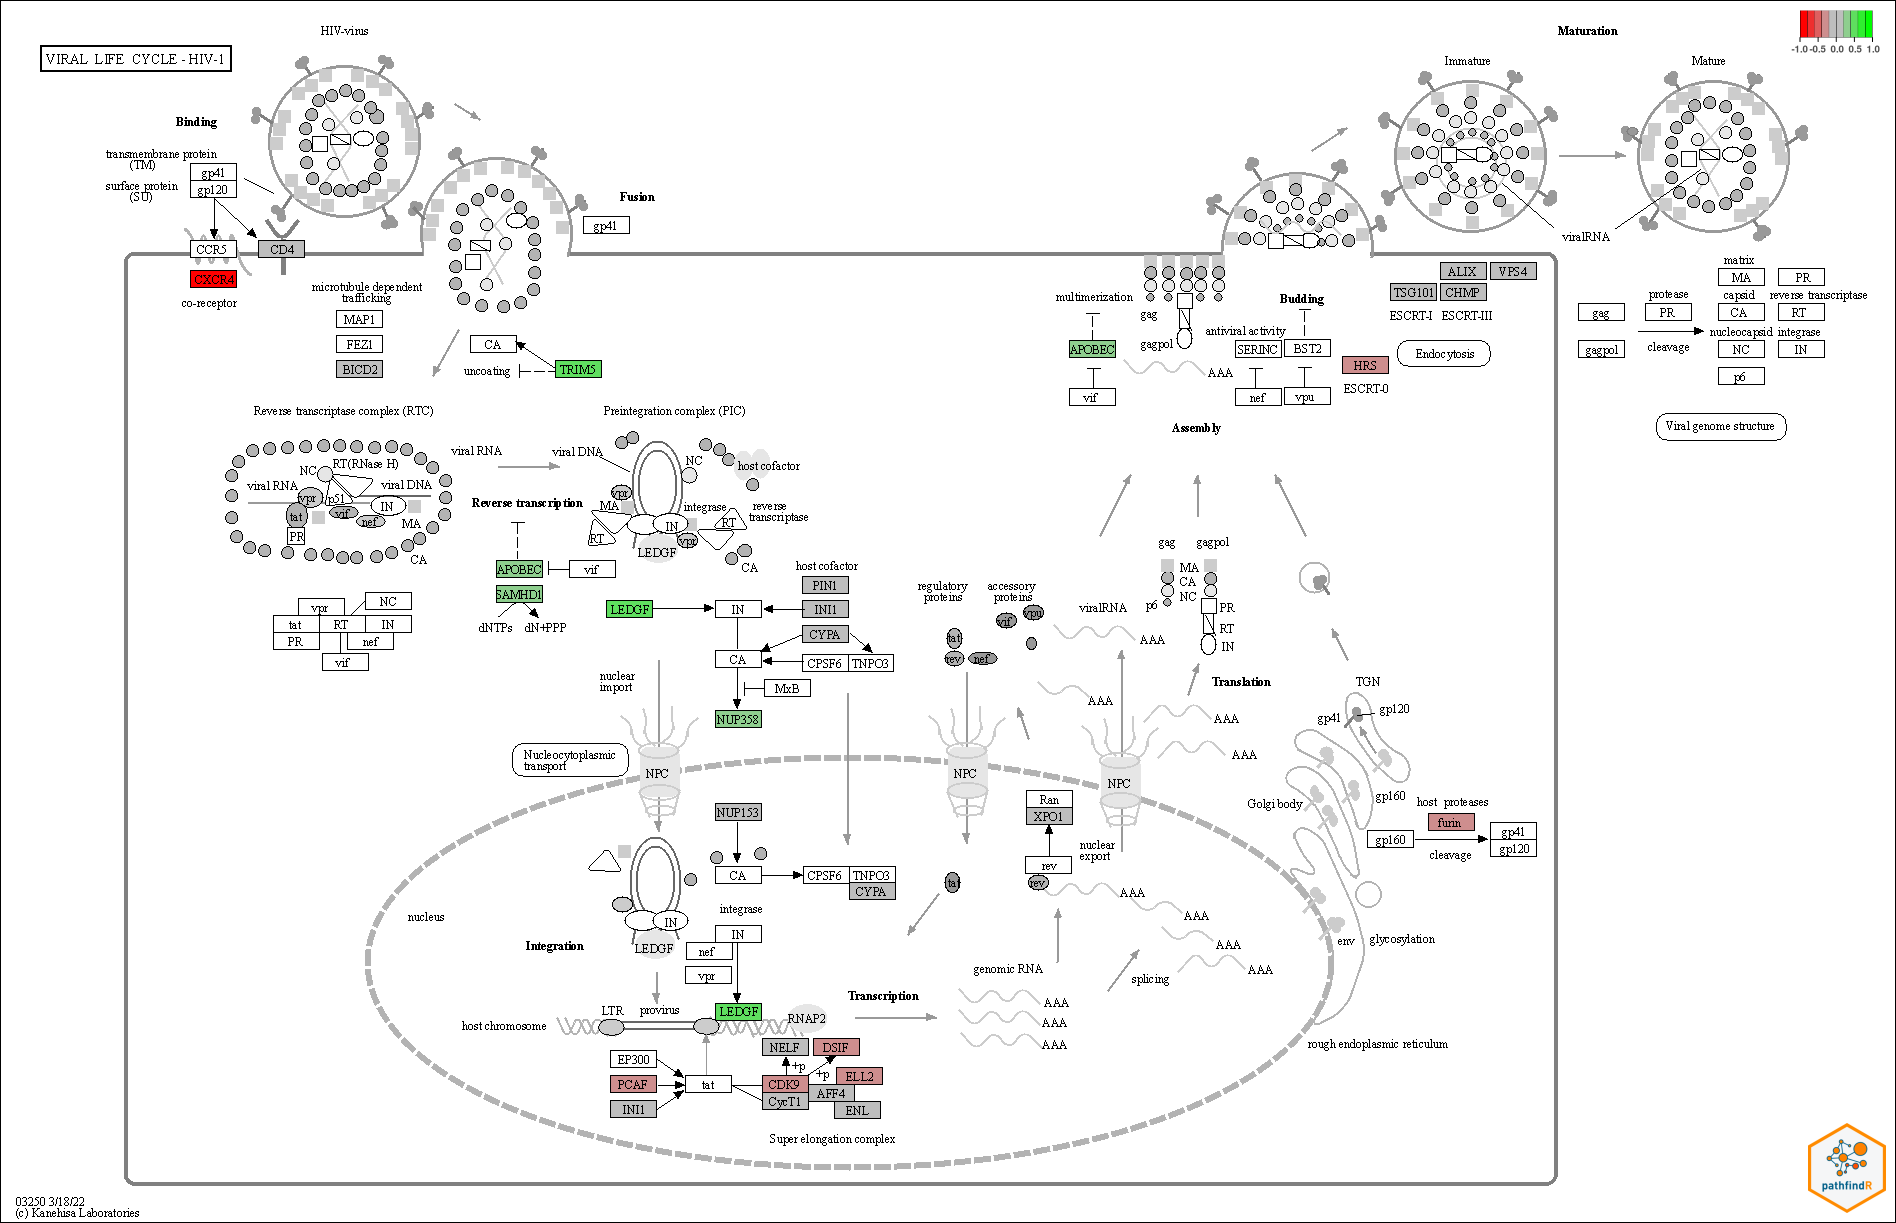 VIRAL LIFE CYCLE - HIV-1
HIV-virus
Maturation
-1.0 -0.5 0.0 0.5 1.0
Immature
Mature
Binding
transmembrane protein
(TM)
gp41
surface protein
(SU)
gp120
Fusion
gp41
CCR5
CD4
CXCR4
co-receptor
viralRNA
microtubule dependent
trafficking
MAP1
FEZ1
BICD2
CA
uncoating
TRIM5
multimerization
APOBEC
vif
gag
gagpol
AAA
Budding
antiviral activity
SERINC
BST2
nef
vpu
ALIX
VPS4
TSG101
CHMP
ESCRT-I
ESCRT-III
HRS
ESCRT-0
Endocytosis
Assembly
gag
gagpol
protease
PR
cleavage
matrix
MA
PR
capsid
reverse transcriptase
CA
RT
nucleocapsid
integrase
NC
IN
p6
Viral genome structure
Reverse transcriptase complex (RTC)
NC
RT(RNase H)
viral RNA
viral DNA
vpr
p51
IN
tat
vif
nef
MA
PR
CA
viral RNA
Preintegration complex (PIC)
viral DNA
NC
host cofactor
vpr
MA
integrase
reverse
transcriptase
IN
RT
RT
vpr
LEDGF
CA
Reverse transcription
APOBEC
vif
SAMHD1
dNTPs
dN+PPP
vpr
NC
tat
RT
IN
PR
nef
vif
host cofactor
PIN1
LEDGF
IN
INI1
CYPA
CA
CPSF6
TNPO3
MxB
NUP358
nuclear
import
Nucleocytoplasmic
transport
NPC
NPC
NPC
regulatory
proteins
accessory
proteins
tat
rev
nef
vif
vpu
viralRNA
AAA
AAA
gag
gagpol
MA
CA
NC
p6
PR
RT
IN
Translation
AAA
AAA
TGN
gp41
gp120
gp160
Golgi body
host proteases
furin
gp160
cleavage
gp41
gp120
env
glycosylation
rough endoplasmic reticulum
NUP153
CA
CPSF6
TNPO3
CYPA
Ran
XPO1
nuclear
export
rev
rev
tat
AAA
AAA
AAA
AAA
splicing
nucleus
Integration
IN
LEDGF
integrase
IN
nef
vpr
LEDGF
LTR
provirus
host chromosome
RNAP2
Transcription
genomic RNA
AAA
AAA
AAA
EP300
PCAF
INI1
tat
NELF
DSIF
+p
+p
CDK9
CycT1
ELL2
AFF4
ENL
Super elongation complex
03250 3/18/22
(c) Kanehisa Laboratories
pathfindR